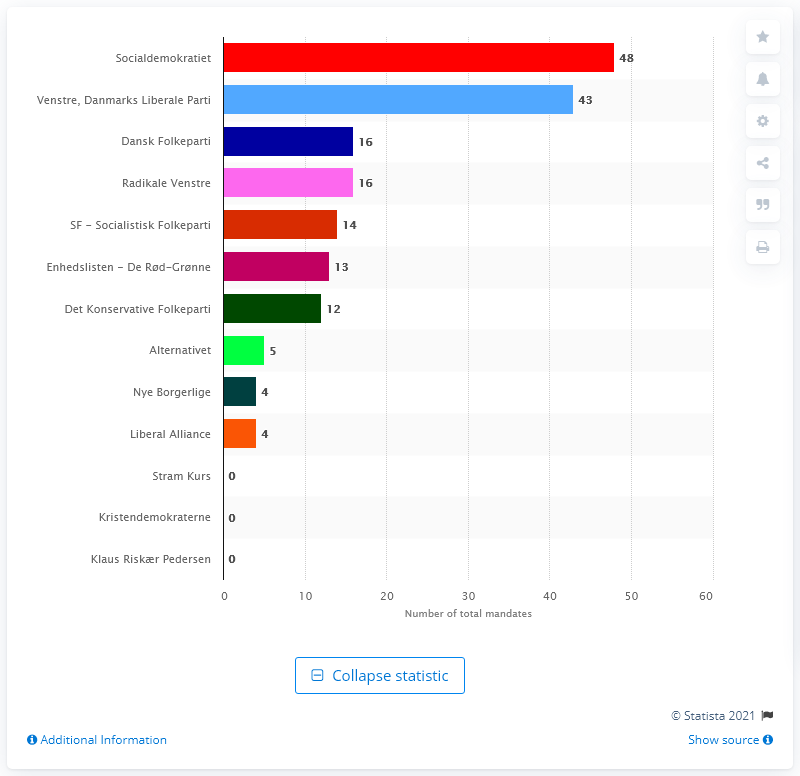 Socialdemokratiet 48
Venstre, Danmarks Liberale Parti 43
Dansk Folkeparti 16
Radikale Venstre 16
SF – Socialistisk Folkeparti 14
Enhedslisten – De Rød-Grønne 13
Det Konservative Folkeparti 12
Alternativet 5
Nye Borgerlige 4
Liberal Alliance 4
Stram Kurs 0
Kristendemokraterne 0
Klaus Riskær Pedersen 0
0 10 20 30 40 50 60
Number of total mandates
Collapse statistic
© Statista 2021
Additional Information Show source